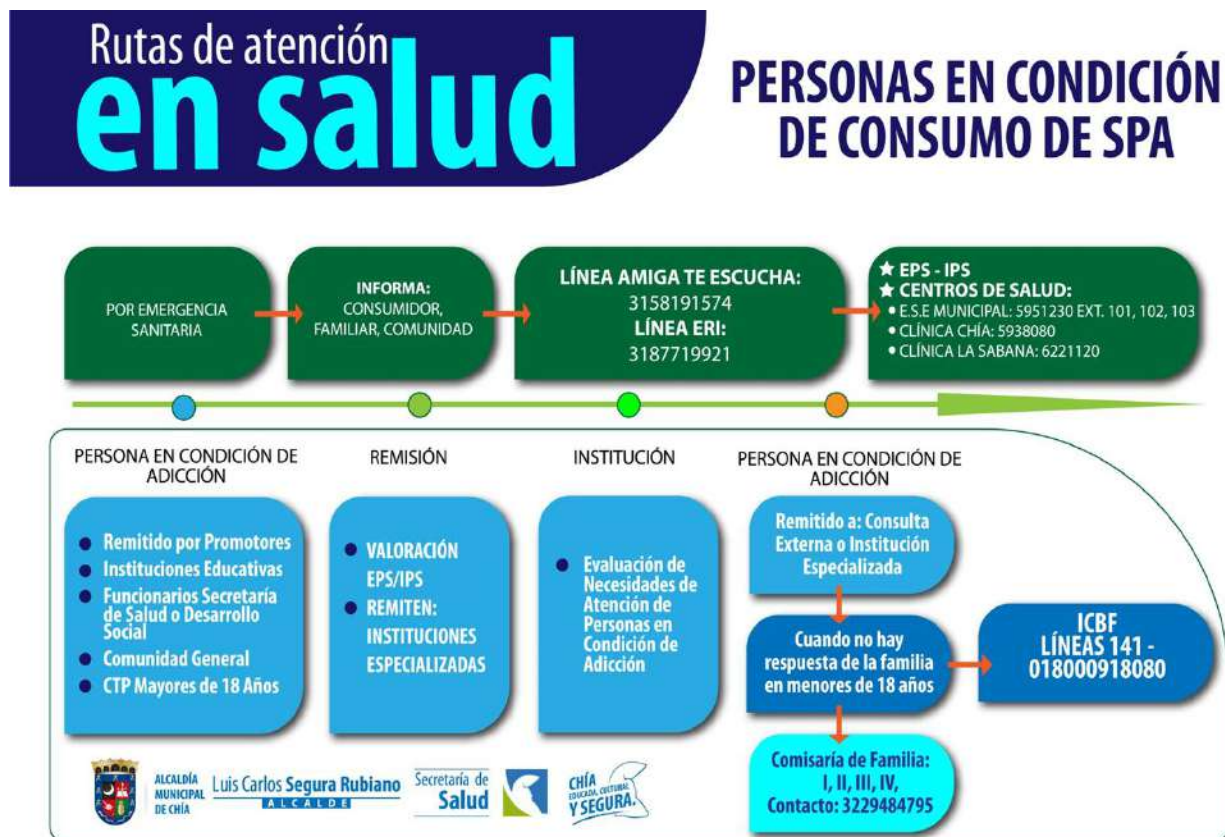 Rutas de atención
en salud
PERSONAS EN CONDICIÓN
DE CONSUMO DE SPA
POR EMERGENCIA
SANITARIA
INFORMA:
CONSUMIDOR,
FAMILIAR, COMUNIDAD
LÍNEA AMIGA TE ESCUCHA:
3158191574
LÍNEA ERI:
3187719921
★ EPS - IPS
★ CENTROS DE SALUD:
• E.S.E MUNICIPAL: 5951230 EXT. 101, 102, 103
• CLÍNICA CHÍA: 5938080
• CLÍNICA LA SABANA: 6221120
PERSONA EN CONDICIÓN DE
ADICCIÓN
• Remitido por Promotores
• Instituciones Educativas
• Funcionarios Secretaría
de Salud o Desarrollo
Social
• Comunidad General
• CTP Mayores de 18 Años
REMISIÓN
• VALORACIÓN
EPS/IPS
• REMITEN:
INSTITUCIONES
ESPECIALIZADAS
INSTITUCIÓN
• Evaluación de
Necesidades de
Atención de
Personas en
Condición de
Adicción
PERSONA EN CONDICIÓN DE
ADICCIÓN
Remitido a: Consulta
Externa o Institución
Especializada
Cuando no hay
respuesta de la familia
en menores de 18 años
ICBF
LÍNEAS 141 -
018000918080
Comisaría de Familia:
I, II, III, IV,
Contacto: 3229484795
ALCALDÍA
MUNICIPAL
DE CHÍA
Luis Carlos Segura Rubiano
ALCALDE
Secretaría de
Salud
CHÍA
EDUCADA, CULTURAL
Y SEGURA.